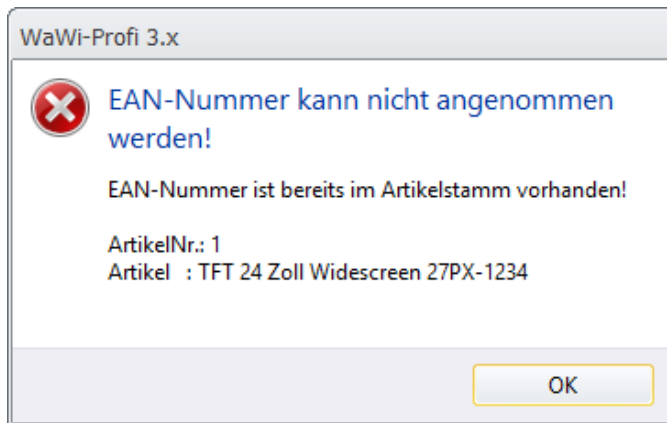 WaWi-Profi 3.x
EAN-Nummer kann nicht angenommen
werden!
EAN-Nummer ist bereits im Artikelstamm vorhanden!
ArtikelNr.: 1
Artikel : TFT 24 Zoll Widescreen 27PX-1234
OK